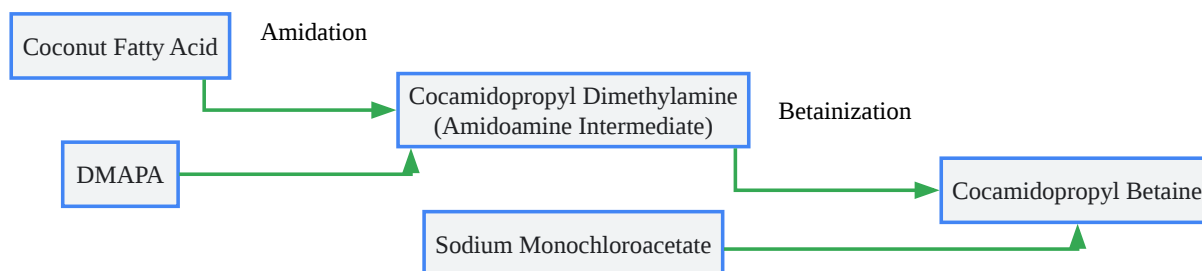 Coconut Fatty Acid
Amidation
Cocamidopropyl Dimethylamine
(Amidoamine Intermediate)
Betainization
DMAPA
Cocamidopropyl Betaine
Sodium Monochloroacetate